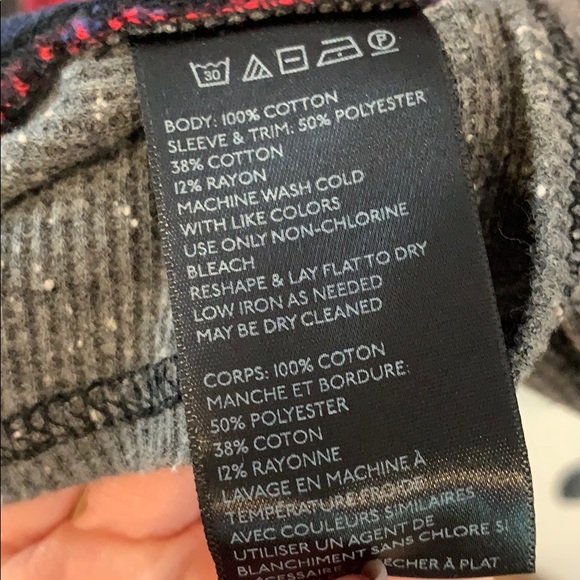 30 P
BODY: 100% COTTON
SLEEVE & TRIM: 50% POLYESTER
38% COTTON
12% RAYON
MACHINE WASH COLD
WITH LIKE COLORS
USE ONLY NON-CHLORINE
BLEACH
RESHAPE & LAY FLAT TO DRY
LOW IRON AS NEEDED
MAY BE DRY CLEANED
CORPS: 100% COTON
MANCHE ET BORDURE:
50% POLYESTER
38% COTON
12% RAYONNE
LAVAGE EN MACHINE À
TEMPÉRATURE FROIDE
AVEC COULEURS SIMILAIRES
UTILISER UN AGENT DE
BLANCHIMENT SANS CHLORE SI
À PLAT